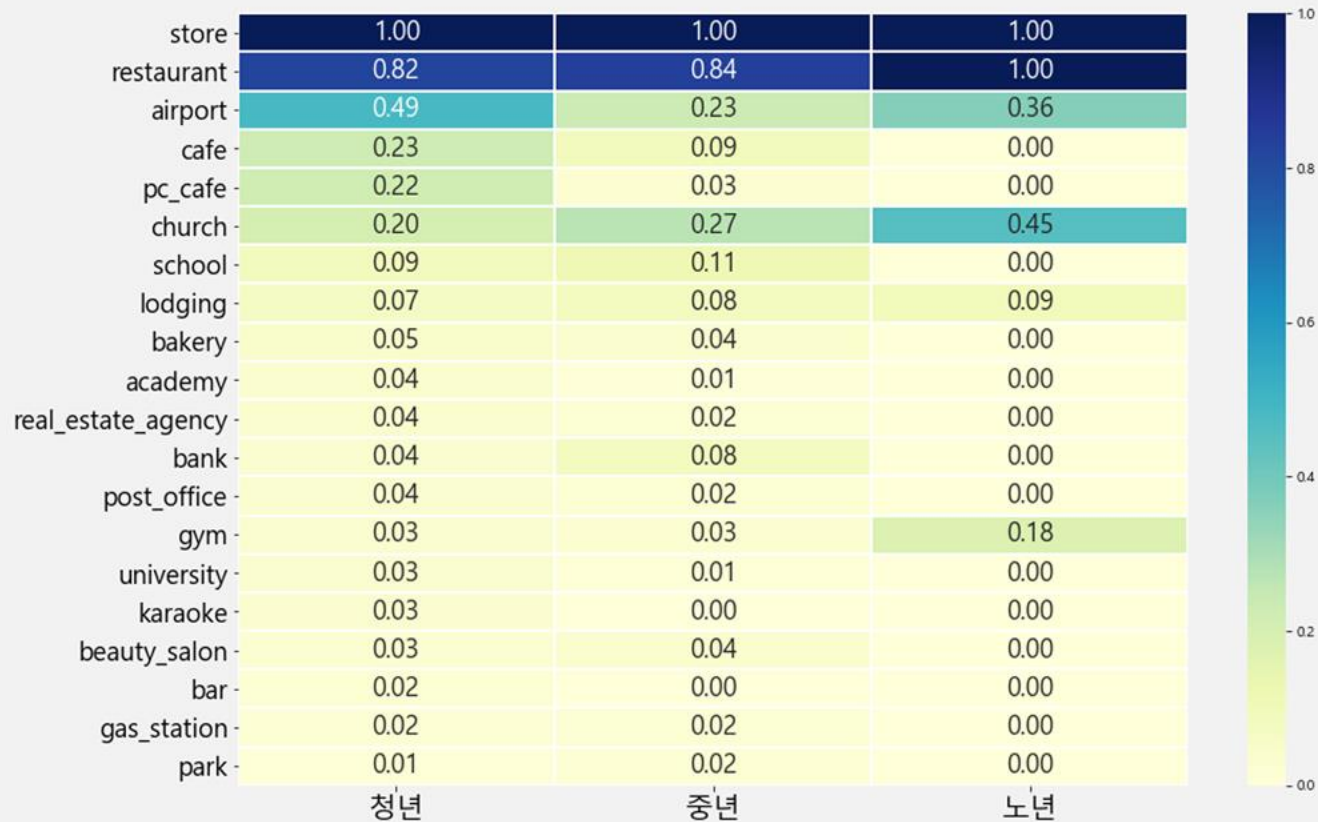 store 1.00 1.00 1.00 1.0
restaurant 0.82 0.84 1.00
airport 0.49 0.23 0.36
cafe 0.23 0.09 0.00
pc_cafe 0.22 0.03 0.00 0.8
church 0.20 0.27 0.45
school 0.09 0.11 0.00
lodging 0.07 0.08 0.09
bakery 0.05 0.04 0.00 0.6
academy 0.04 0.01 0.00
real_estate_agency 0.04 0.02 0.00
bank 0.04 0.08 0.00
post_office 0.04 0.02 0.00 0.4
gym 0.03 0.03 0.18
university 0.03 0.01 0.00
karaoke 0.03 0.00 0.00
beauty_salon 0.03 0.04 0.00 0.2
bar 0.02 0.00 0.00
gas_station 0.02 0.02 0.00
park 0.01 0.02 0.00 0.0
청년 중년 노년